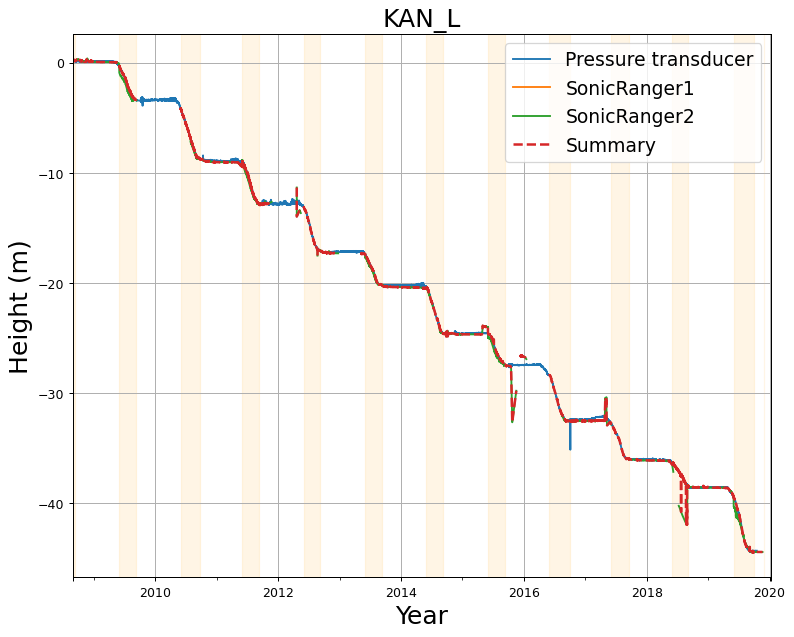 KAN_L
Pressure transducer
SonicRanger1
SonicRanger2
Summary
Height (m)
0
−10
−20
−30
−40
2010
2012
2014
2016
2018
2020
Year